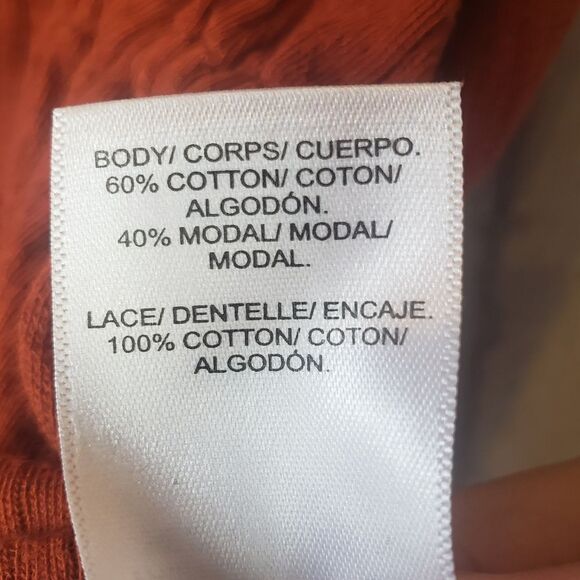 BODY/ CORPS/ CUERPO.
60% COTTON/ COTON/
ALGODÓN.
40% MODAL/ MODAL/
MODAL.
LACE/ DENTELLE/ ENCAJE.
100% COTTON/ COTON/
ALGODÓN.